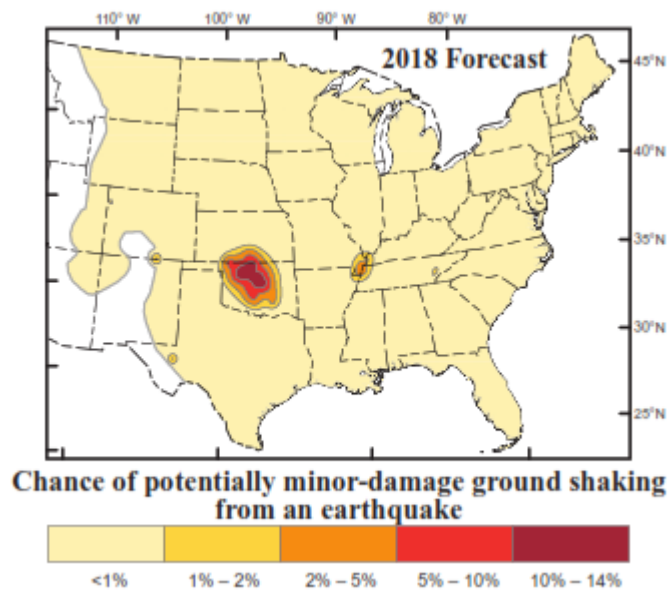 110° W 100° W 90° W 80° W
2018 Forecast
45°N
40°N
35°N
30°N
25°N
Chance of potentially minor-damage ground shaking
from an earthquake
<1% 1% – 2% 2% – 5% 5% – 10% 10% – 14%